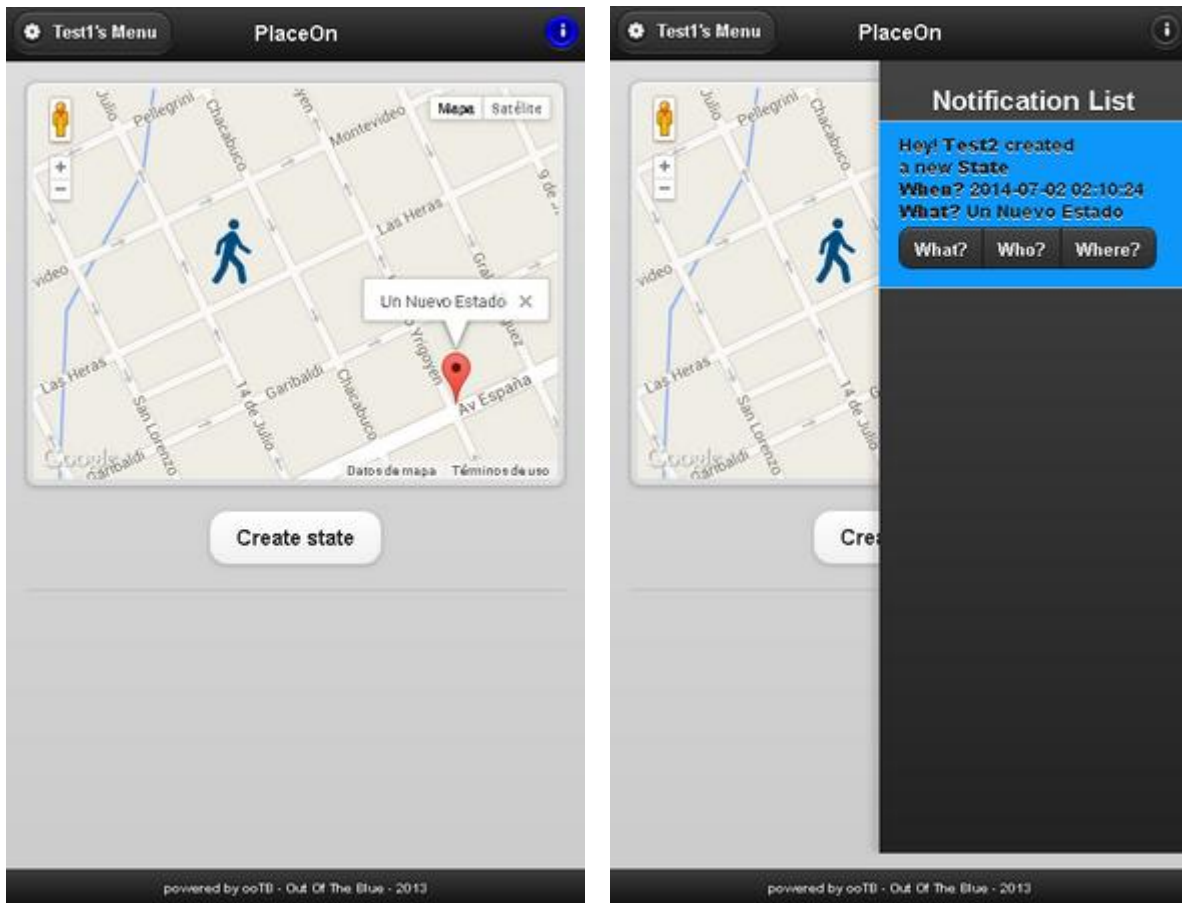 Test1's Menu
PlaceOn
i
Julio
Pellegrini
Chacabuco
Montevideo
Mapa
Satélite
9 de J
Las Heras
video
Un Nuevo Estado
Yrigoyen
Las Heras
San Lorenzo
14 de Julio
Garibaldi
Chacabuco
Av España
Google
Garibaldi
Datos de mapa
Términos de uso
Create state
powered by ooTB - Out Of The Blue - 2013
Test1's Menu
PlaceOn
i
Julio
Pellegrini
Chacabuco
video
Las Heras
San Lorenzo
14 de Julio
G
Google
Garibaldi
Crea
Notification List
Hey! Test2 created
a new State
When? 2014-07-02 02:10:24
What? Un Nuevo Estado
What? Who? Where?
powered by ooTB - Out Of The Blue - 2013